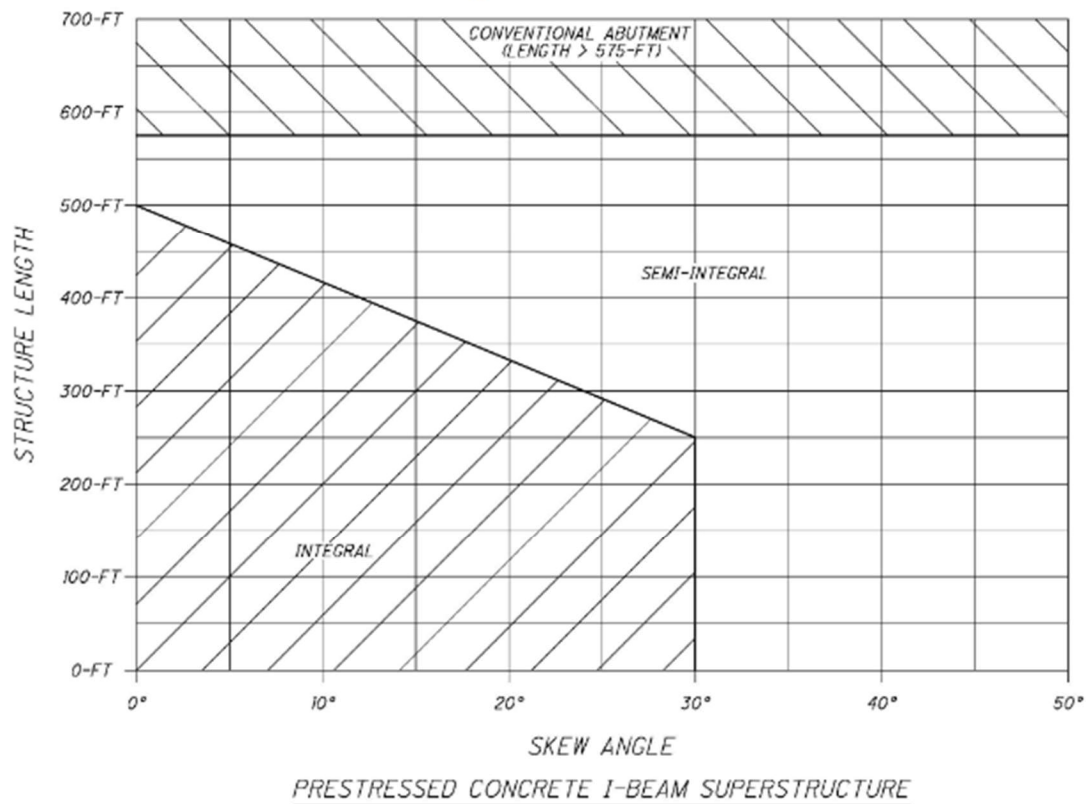 700-FT
CONVENTIONAL ABUTMENT
(LENGTH > 575-FT)
600-FT
500-FT
SEMI-INTEGRAL
400-FT
300-FT
200-FT
INTEGRAL
100-FT
0-FT
STRUCTURE LENGTH
0° 10° 20° 30° 40° 50°
SKEW ANGLE
PRESTRESSED CONCRETE I-BEAM SUPERSTRUCTURE